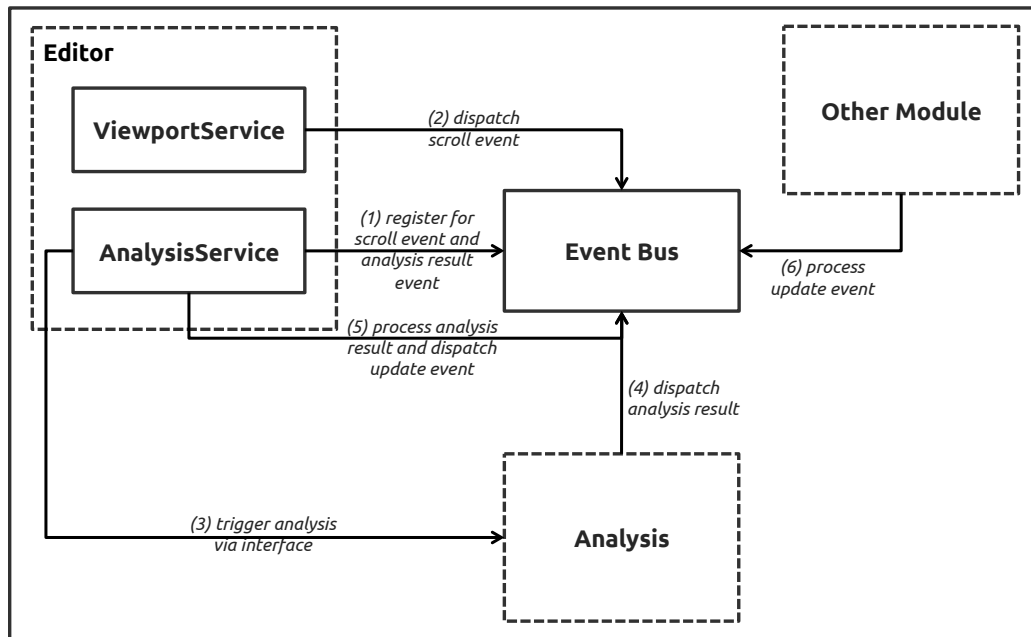 Editor
ViewportService
(2) dispatch
scroll event
Other Module
AnalysisService
(1) register for
scroll event and
analysis result
event
Event Bus
(6) process
update event
(5) process analysis
result and dispatch
update event
(4) dispatch
analysis result
(3) trigger analysis
via interface
Analysis